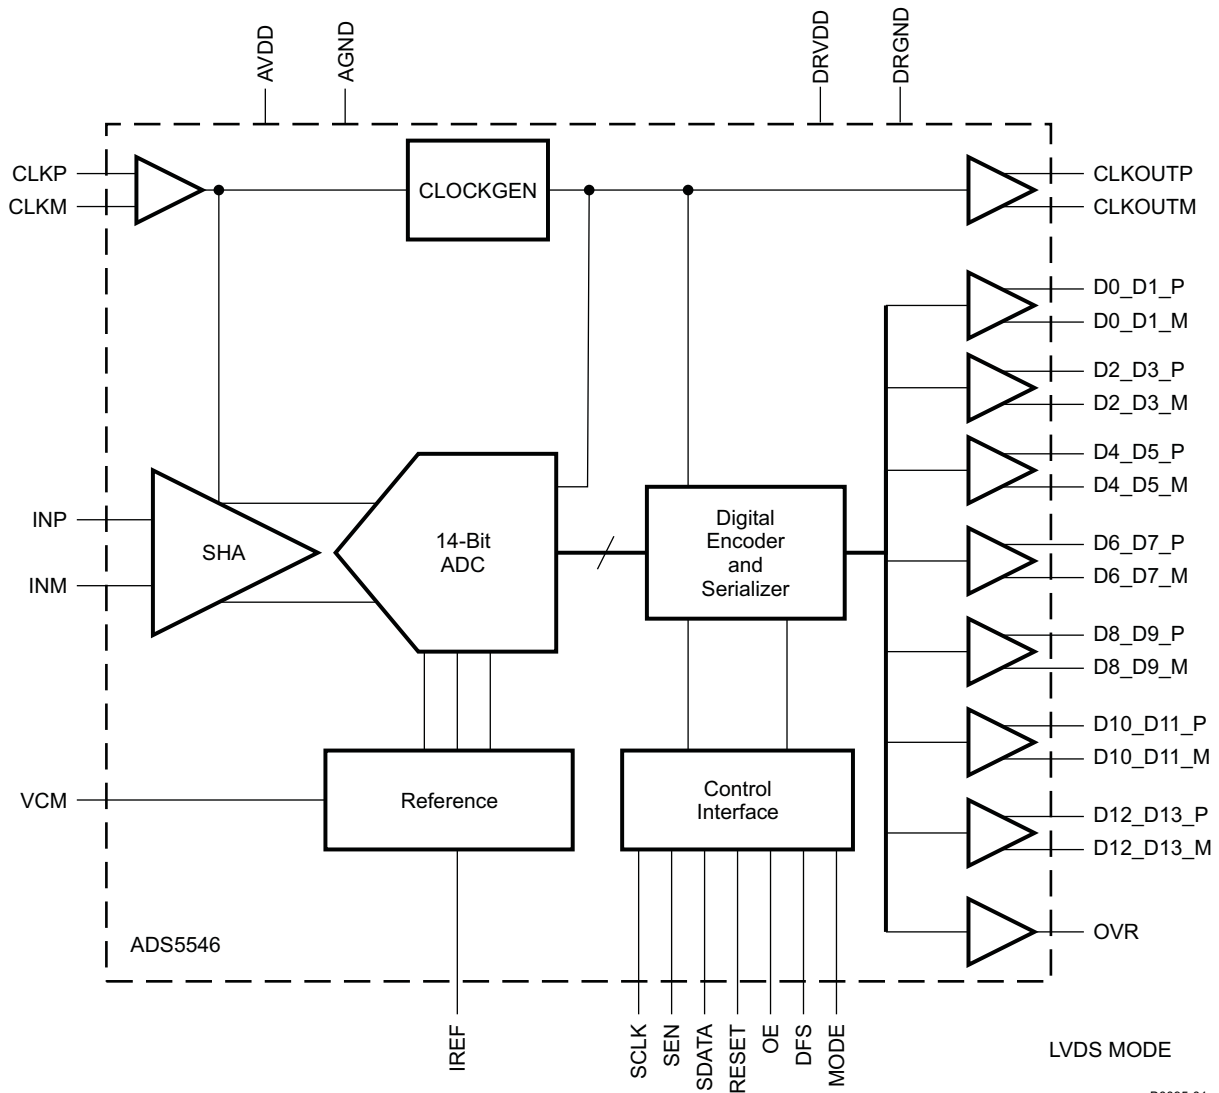 AVDD
AGND
DRVDD
DRGND
CLKP
CLKM
CLOCKGEN
CLKOUTP
CLKOUTM
D0_D1_P
D0_D1_M
D2_D3_P
D2_D3_M
D4_D5_P
D4_D5_M
INP
INM
SHA
14-Bit
ADC
Digital
Encoder
and
Serializer
D6_D7_P
D6_D7_M
D8_D9_P
D8_D9_M
D10_D11_P
D10_D11_M
VCM
Reference
Control
Interface
D12_D13_P
D12_D13_M
OVR
ADS5546
IREF
SCLK
SEN
SDATA
RESET
OE
DFS
MODE
LVDS MODE